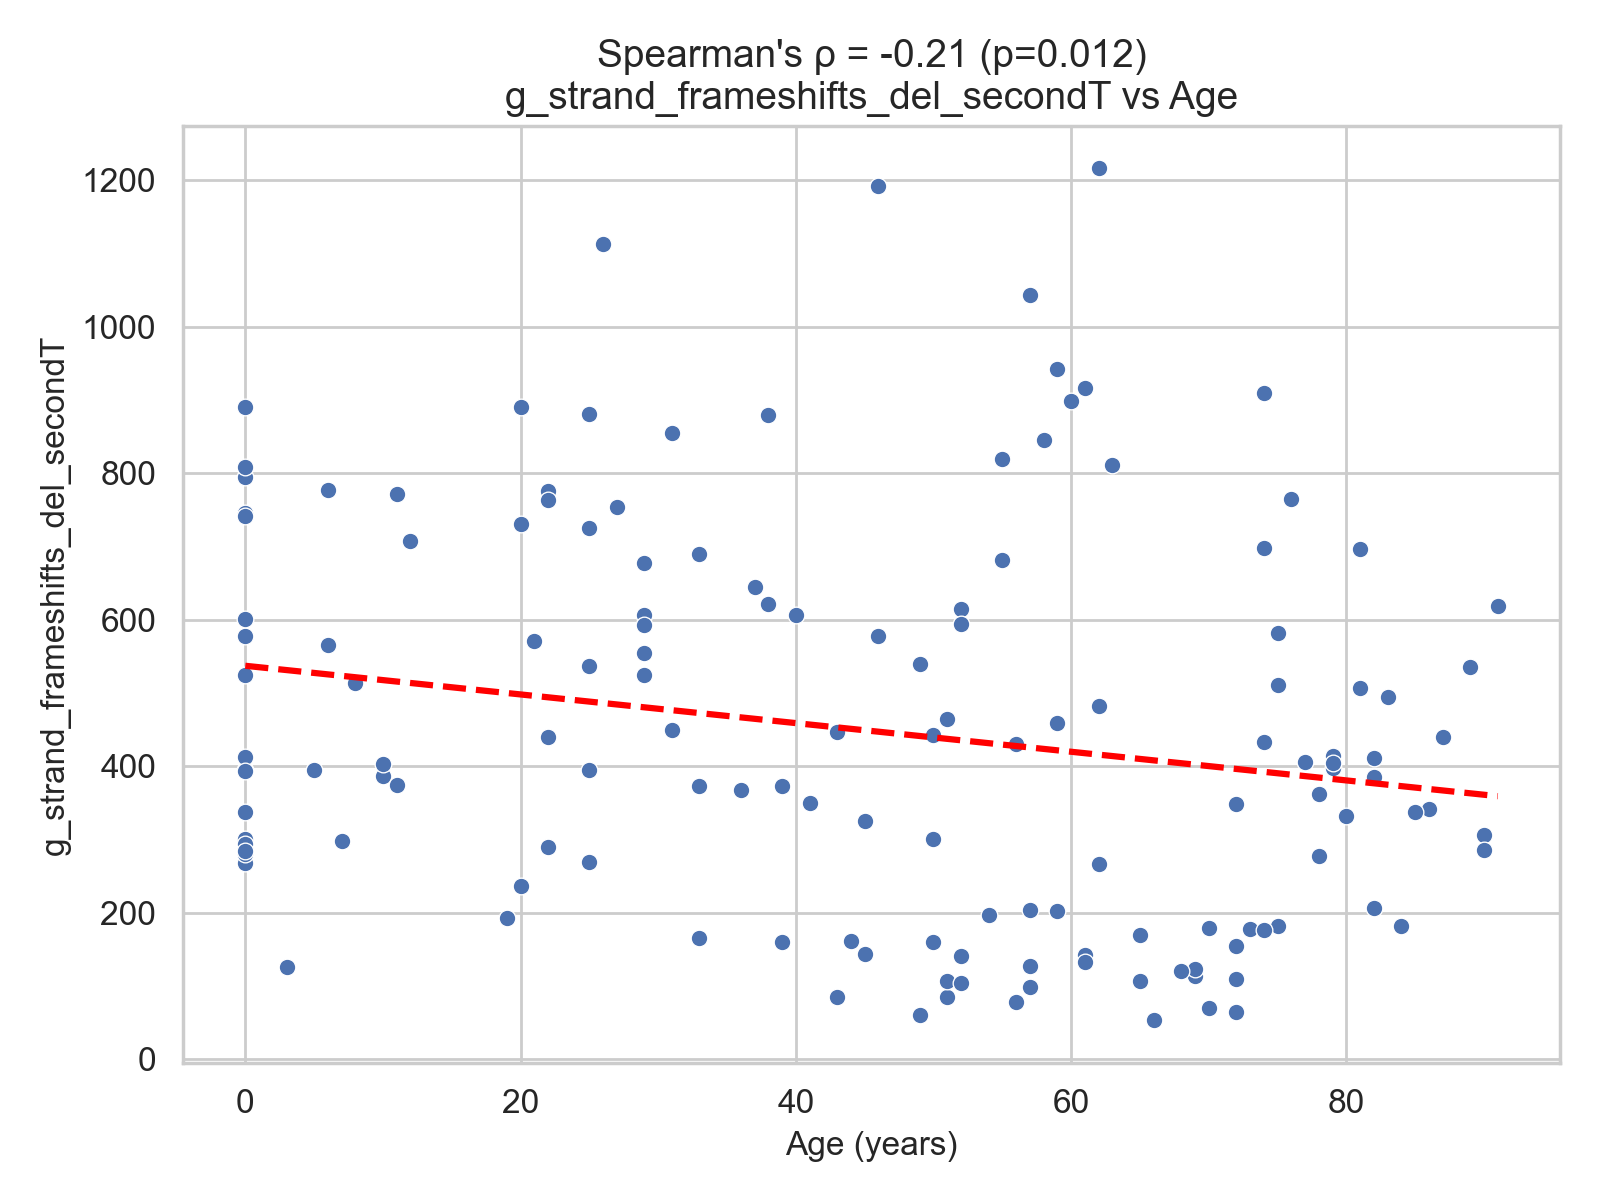 Spearman's ρ = -0.21 (p=0.012)
g_strand_frameshifts_del_secondT vs Age
g_strand_frameshifts_del_secondT
1200
1000
800
600
400
200
0
0 20 40 60 80
Age (years)